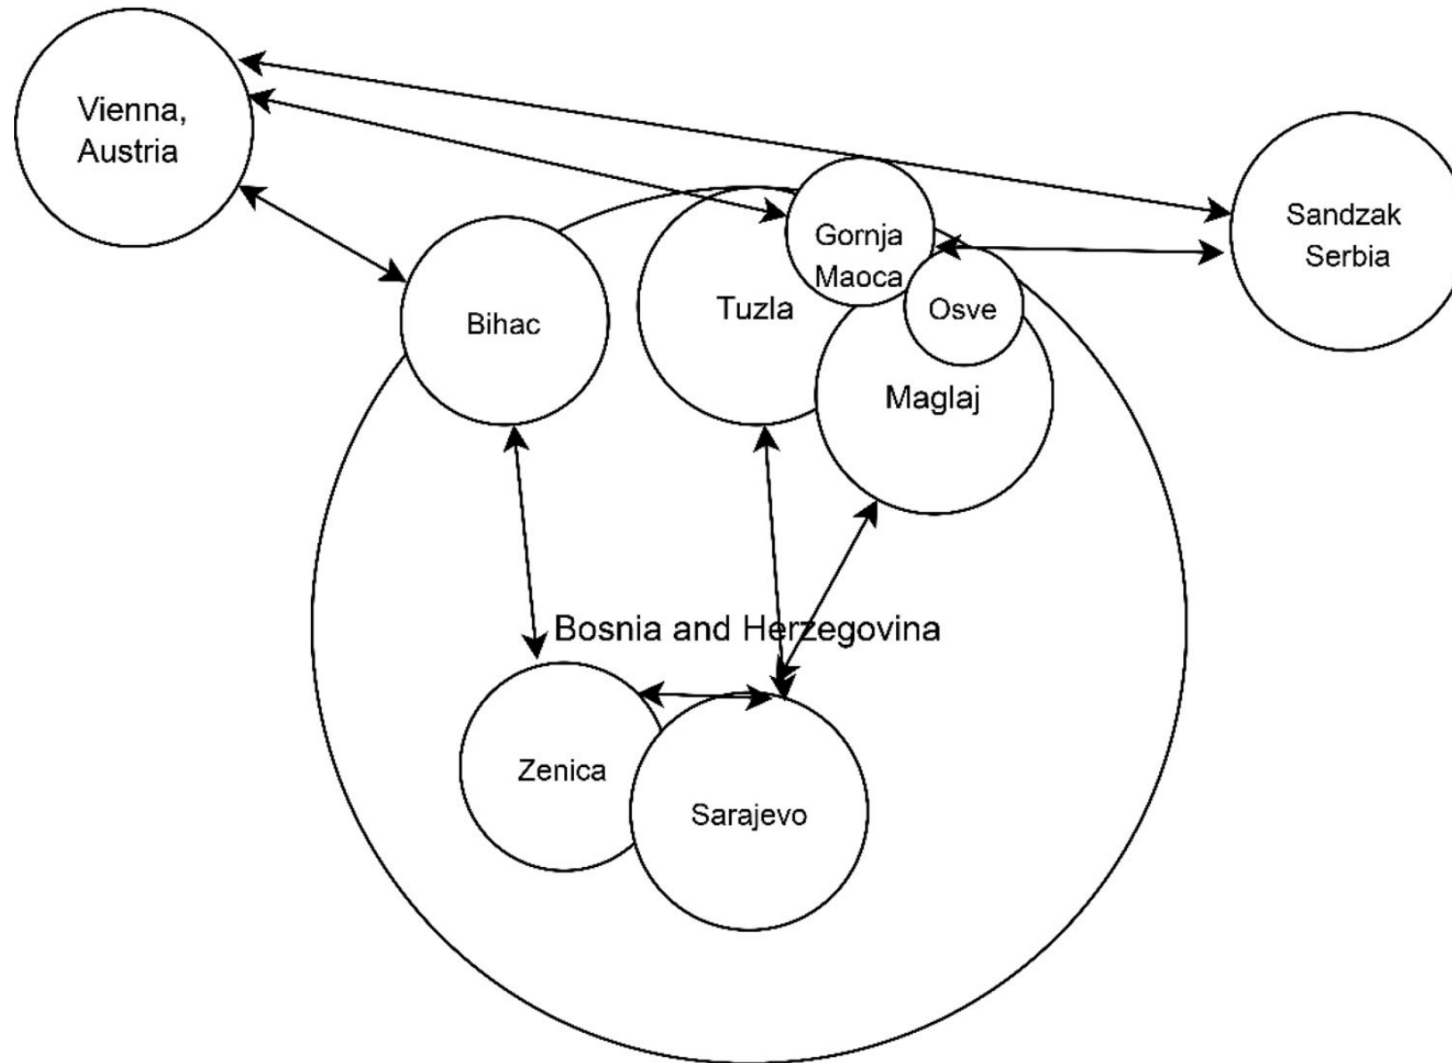 Vienna,
Austria
Sandzak
Serbia
Gornja
Maoca
Tuzla
Osve
Bihac
Maglaj
Bosnia and Herzegovina
Zenica
Sarajevo